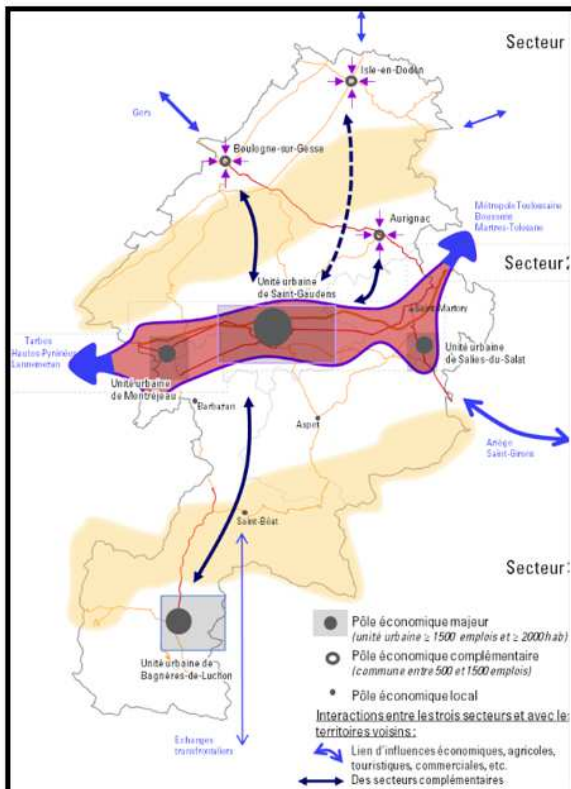 Secteur
Isle-en-Dodon
Gers
Boulogne-sur-Gesse
Métropole Toulousaine
Boussens
Martres-Tolosane
Aurignac
Secteur 2
Unité urbaine
de Saint-Gaudens
Saint-Martory
Tarbes
Hautes-Pyrénées
Lannemezan
Unité urbaine
de Salies-du-Salat
Unité urbaine
de Montréjeau
Barbazan
Aspet
Ariège
Saint-Girons
Saint-Béat
Secteur
Unité urbaine de
Bagnères-de-Luchon
Echanges
transfrontaliers
Pôle économique majeur
(unité urbaine ≥ 1500 emplois et ≥ 2000 hab)
Pôle économique complémentaire
(commune entre 500 et 1500 emplois)
Pôle économique local
Interactions entre les trois secteurs et avec les
territoires voisins :
Lien d'influences économiques, agricoles,
touristiques, commerciales, etc.
Des secteurs complémentaires